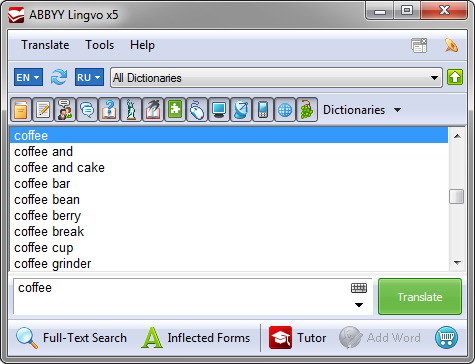 ABBYY Lingvo x5
Translate Tools Help
EN RU All Dictionaries
Dictionaries
coffee
coffee and
coffee and cake
coffee bar
coffee bean
coffee berry
coffee break
coffee cup
coffee grinder
coffee Translate
Full-Text Search Inflected Forms Tutor Add Word